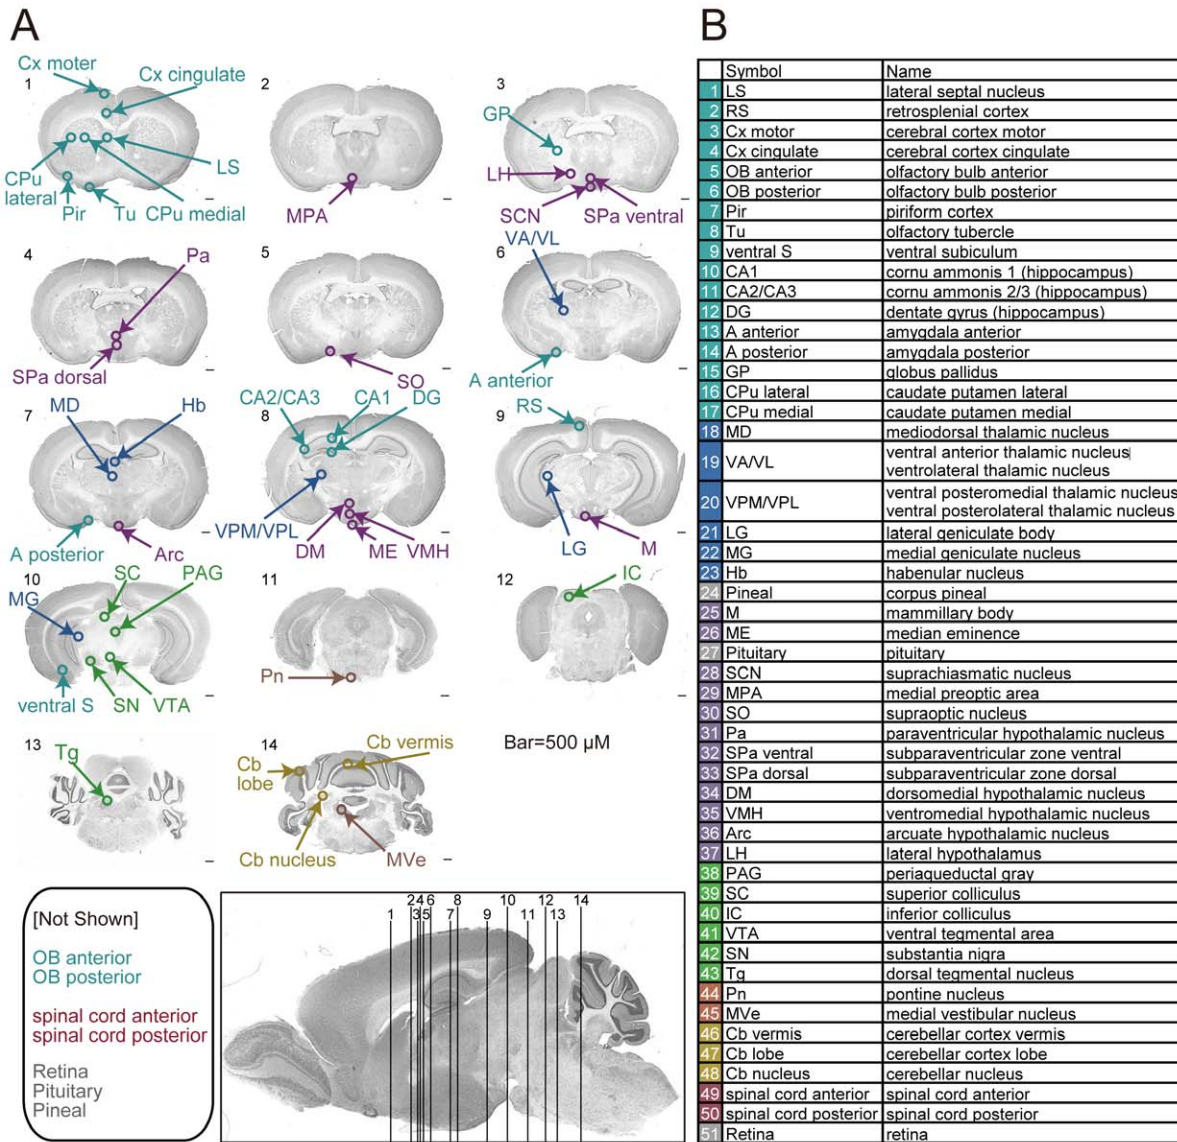 A
1
Cx moter
Cx cingulate
CPu
lateral
Pir
Tu
CPu medial
LS
2
MPA
3
GP
LH
SCN
SPa ventral
4
Pa
SPa dorsal
5
SO
6
VA/VL
A anterior
7
MD
Hb
A posterior
Arc
8
CA2/CA3
CA1
DG
VPM/VPL
DM
ME
VMH
9
RS
LG
M
10
SC
PAG
MG
ventral S
SN
VTA
11
Pn
12
IC
13
Tg
14
Cb vermis
Cb
lobe
Cb nucleus
MVe
Bar=500 μM
[Not Shown]
OB anterior
OB posterior
spinal cord anterior
spinal cord posterior
Retina
Pituitary
Pineal
2 4 6 8 10 12 14
1 3 5 7 9 11 13
B
Symbol Name
1 LS lateral septal nucleus
2 RS retrosplenial cortex
3 Cx motor cerebral cortex motor
4 Cx cingulate cerebral cortex cingulate
5 OB anterior olfactory bulb anterior
6 OB posterior olfactory bulb posterior
7 Pir piriform cortex
8 Tu olfactory tubercle
9 ventral S ventral subiculum
10 CA1 cornu ammonis 1 (hippocampus)
11 CA2/CA3 cornu ammonis 2/3 (hippocampus)
12 DG dentate gyrus (hippocampus)
13 A anterior amygdala anterior
14 A posterior amygdala posterior
15 GP globus pallidus
16 CPu lateral caudate putamen lateral
17 CPu medial caudate putamen medial
18 MD mediodorsal thalamic nucleus
19 VA/VL ventral anterior thalamic nucleus
ventrolateral thalamic nucleus
20 VPM/VPL ventral posteromedial thalamic nucleus
ventral posterolateral thalamic nucleus
21 LG lateral geniculate body
22 MG medial geniculate nucleus
23 Hb habenular nucleus
24 Pineal corpus pineal
25 M mammillary body
26 ME median eminence
27 Pituitary pituitary
28 SCN suprachiasmatic nucleus
29 MPA medial preoptic area
30 SO supraoptic nucleus
31 Pa paraventricular hypothalamic nucleus
32 SPa ventral subparaventricular zone ventral
33 SPa dorsal subparaventricular zone dorsal
34 DM dorsomedial hypothalamic nucleus
35 VMH ventromedial hypothalamic nucleus
36 Arc arcuate hypothalamic nucleus
37 LH lateral hypothalamus
38 PAG periaqueductal gray
39 SC superior colliculus
40 IC inferior colliculus
41 VTA ventral tegmental area
42 SN substantia nigra
43 Tg dorsal tegmental nucleus
44 Pn pontine nucleus
45 MVe medial vestibular nucleus
46 Cb vermis cerebellar cortex vermis
47 Cb lobe cerebellar cortex lobe
48 Cb nucleus cerebellar nucleus
49 spinal cord anterior spinal cord anterior
50 spinal cord posterior spinal cord posterior
51 Retina retina